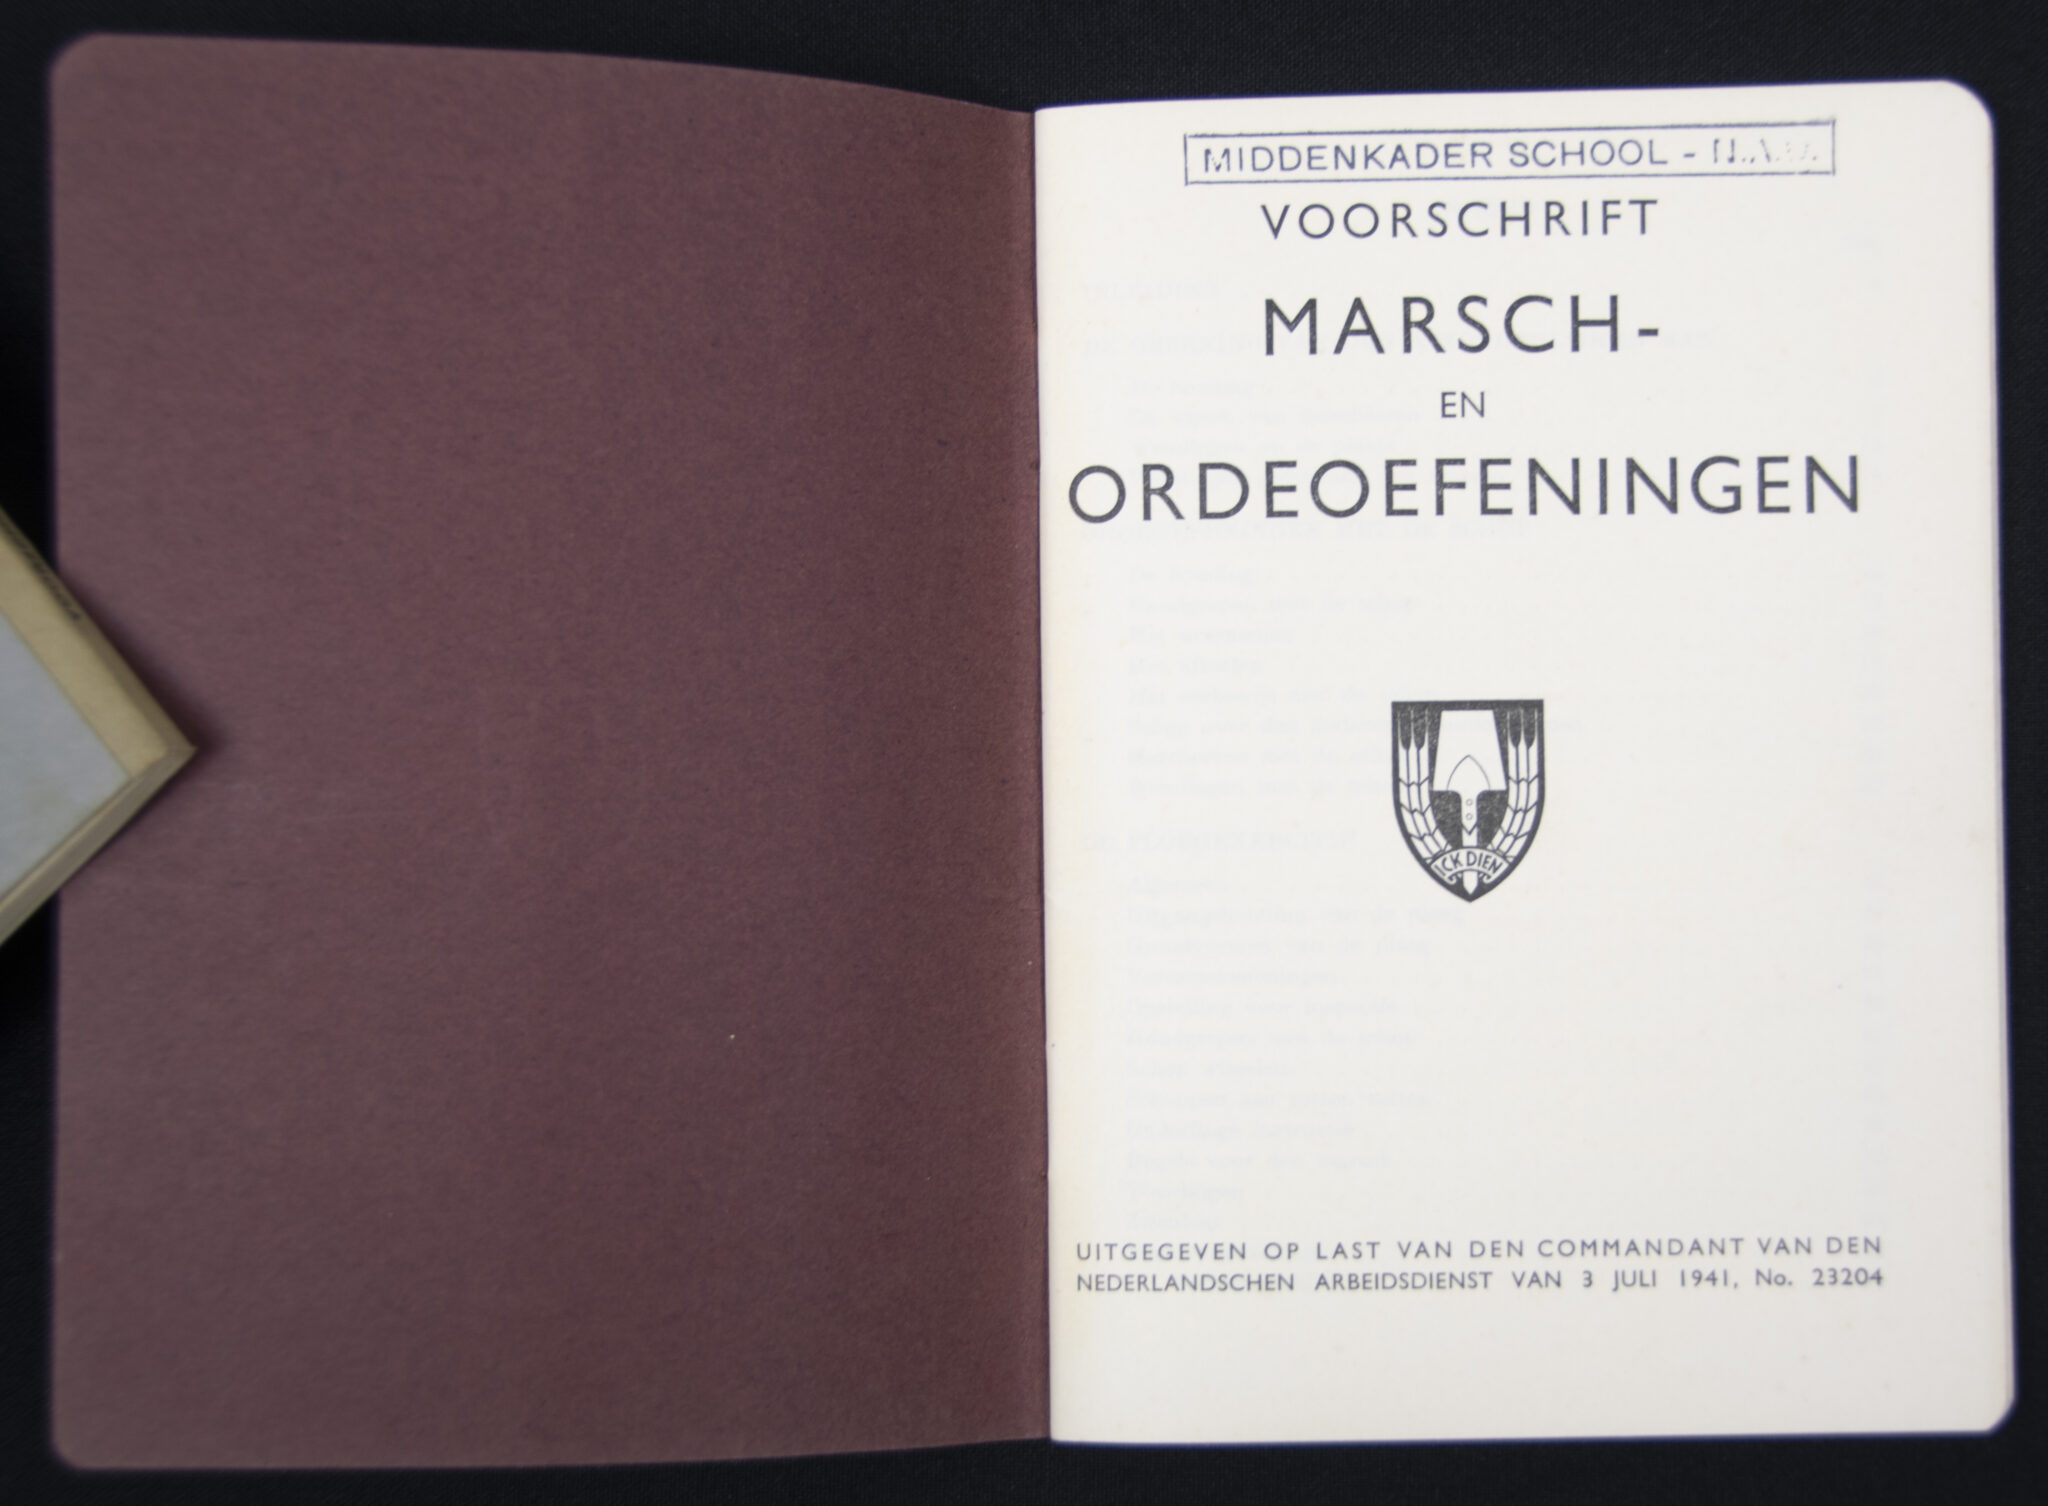 MIDDENKADER SCHOOL -
VOORSCHRIFT
MARSCH-
EN
ORDEOEFENINGEN
ICK DIEN
UITGEGEVEN OP LAST VAN DEN COMMANDANT VAN DEN
NEDERLANDSCHEN ARBEIDSDIENST VAN 3 JULI 1941, No. 23204